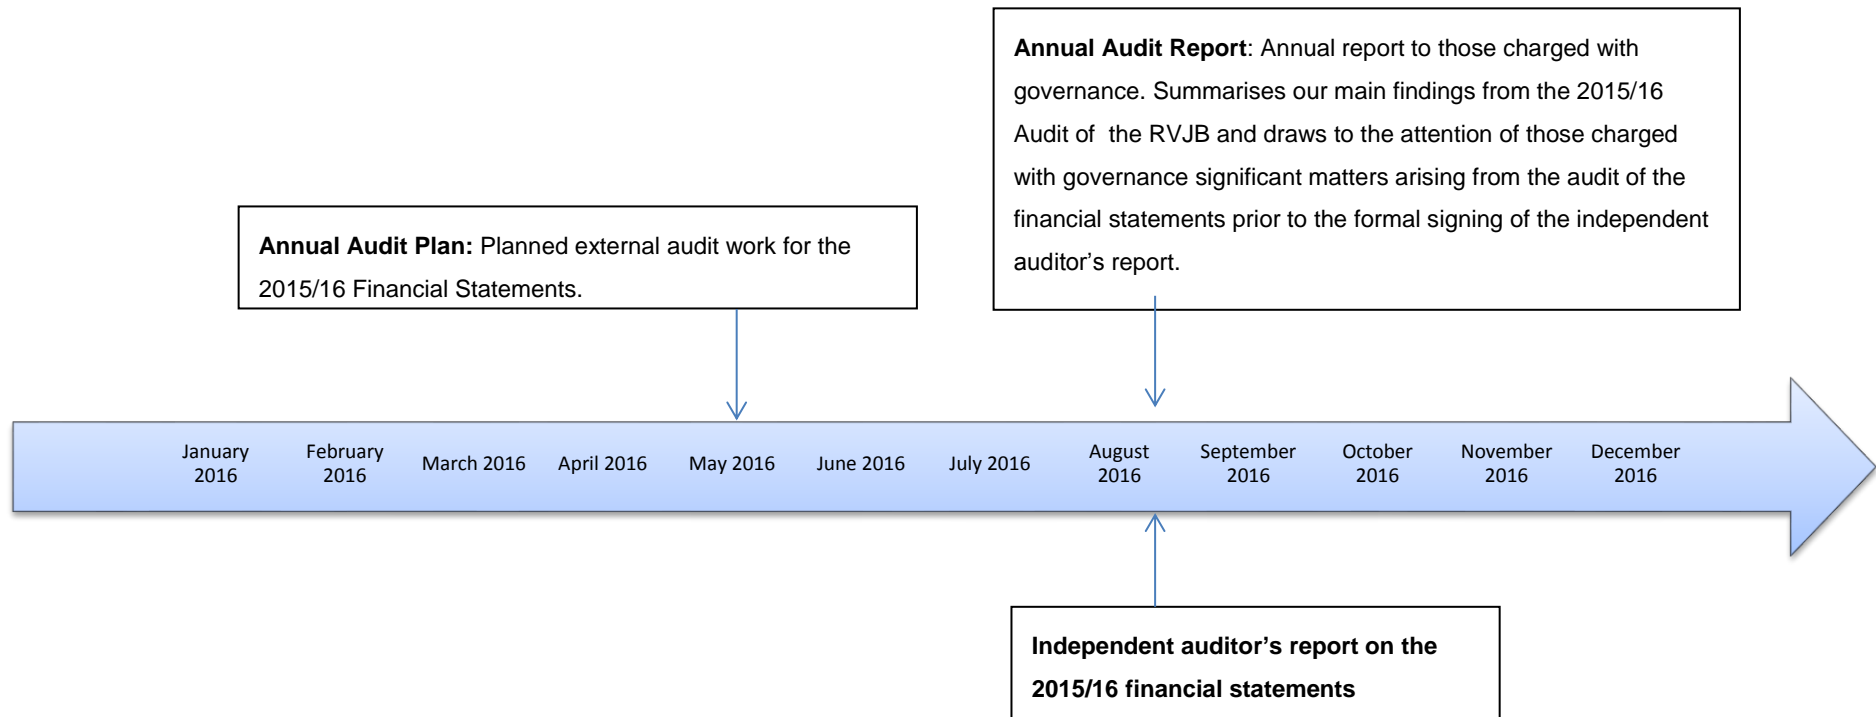 Annual Audit Report: Annual report to those charged with
governance. Summarises our main findings from the 2015/16
Audit of  the RVJB and draws to the attention of those charged
with governance significant matters arising from the audit of the
financial statements prior to the formal signing of the independent
auditor’s report.
Annual Audit Plan: Planned external audit work for the
2015/16 Financial Statements.
January
2016
February
2016
March 2016
April 2016
May 2016
June 2016
July 2016
August
2016
September
2016
October
2016
November
2016
December
2016
Independent auditor’s report on the
2015/16 financial statements